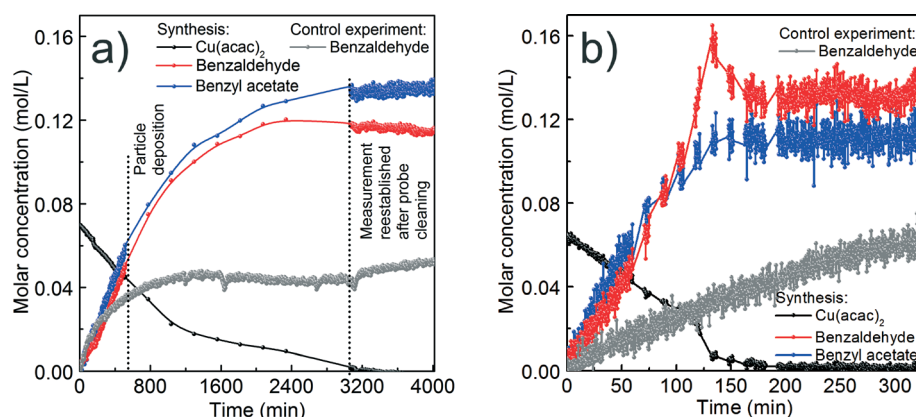 a)
Synthesis:
Control experiment:
Cu(acac)2
Benzaldehyde
Benzaldehyde
Benzyl acetate
Particle
deposition
Measurement
reestablished
after probe
cleaning
Molar concentration (mol/L)
0.16
0.12
0.08
0.04
0.00
0 800 1600 2400 3200 4000
Time (min)
b)
Control experiment:
Benzaldehyde
Synthesis:
Cu(acac)2
Benzaldehyde
Benzyl acetate
Molar concentration (mol/L)
0.16
0.12
0.08
0.04
0.00
0 50 100 150 200 250 300
Time (min)